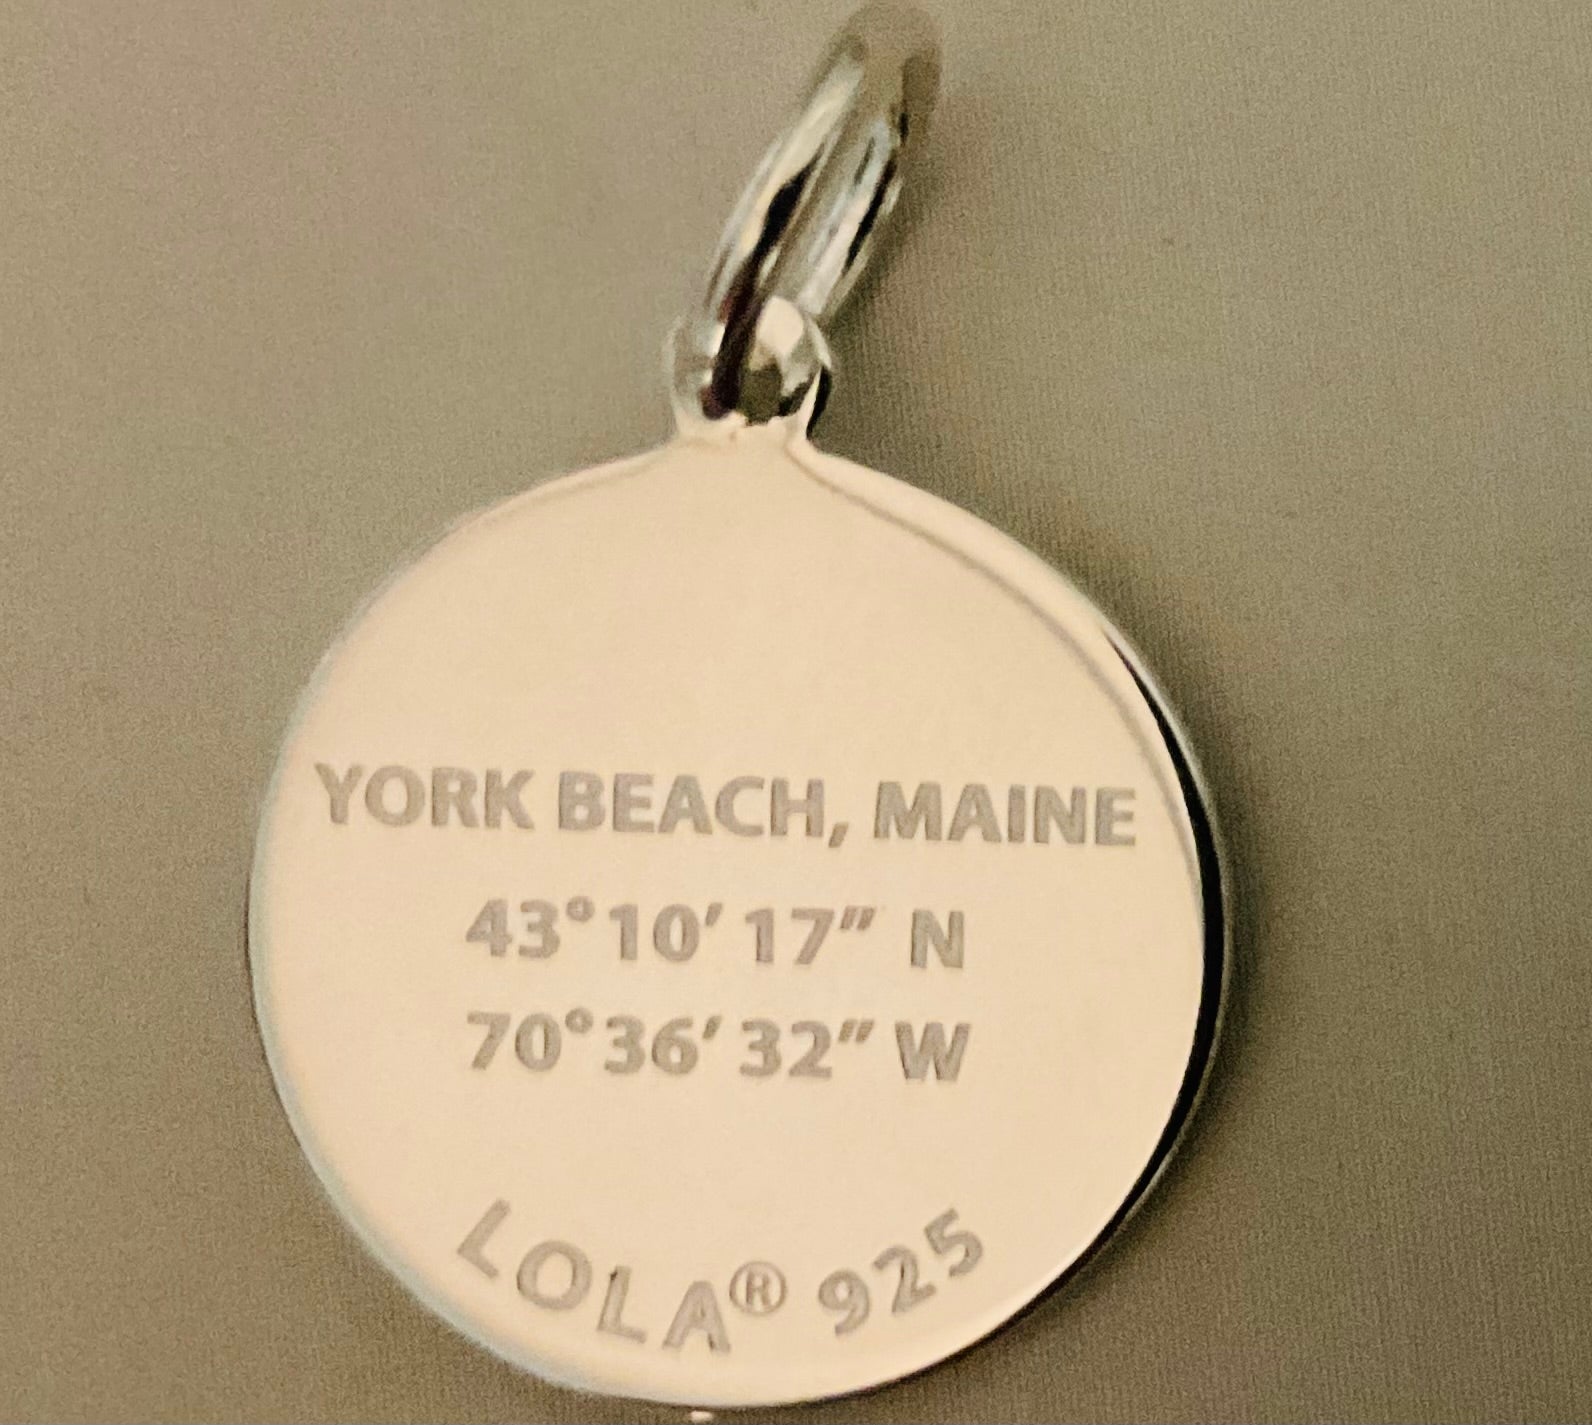 YORK BEACH, MAINE
43°10′ 17″ N
70°36′ 32″ W
LOLA® 925